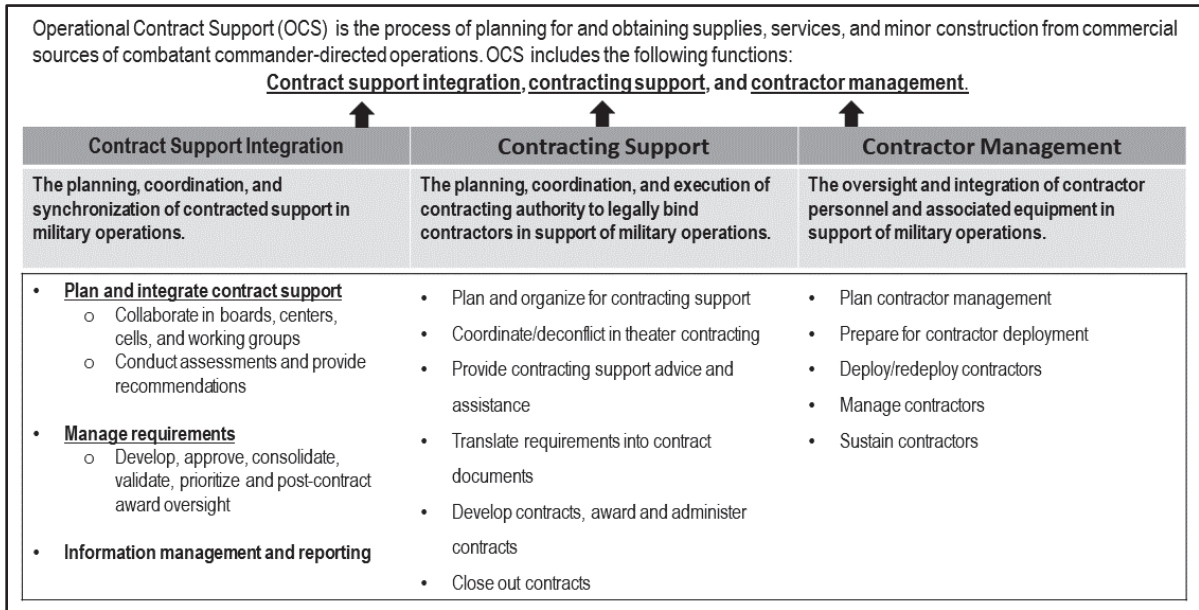 Operational Contract Support (OCS) is the process of planning for and obtaining supplies, services, and minor construction from commercial
sources of combatant commander-directed operations. OCS includes the following functions:
Contract support integration, contracting support, and contractor management.
Contract Support Integration
The planning, coordination, and
synchronization of contracted support in
military operations.
• Plan and integrate contract support
o Collaborate in boards, centers,
cells, and working groups
o Conduct assessments and provide
recommendations
• Manage requirements
o Develop, approve, consolidate,
validate, prioritize and post-contract
award oversight
• Information management and reporting
Contracting Support
The planning, coordination, and execution of
contracting authority to legally bind
contractors in support of military operations.
• Plan and organize for contracting support
• Coordinate/deconflict in theater contracting
• Provide contracting support advice and
assistance
• Translate requirements into contract
documents
• Develop contracts, award and administer
contracts
• Close out contracts
Contractor Management
The oversight and integration of contractor
personnel and associated equipment in
support of military operations.
• Plan contractor management
• Prepare for contractor deployment
• Deploy/redeploy contractors
• Manage contractors
• Sustain contractors